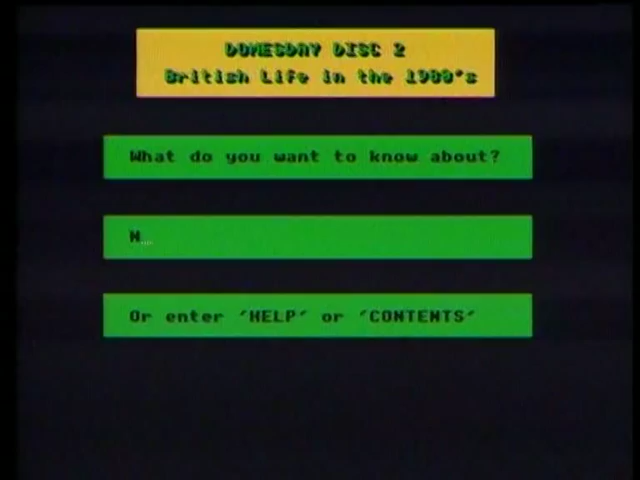 DOMESDAY DISC 2
British Life in the 1980's
What do you want to know about?
N_
Or enter 'HELP' or 'CONTENTS'